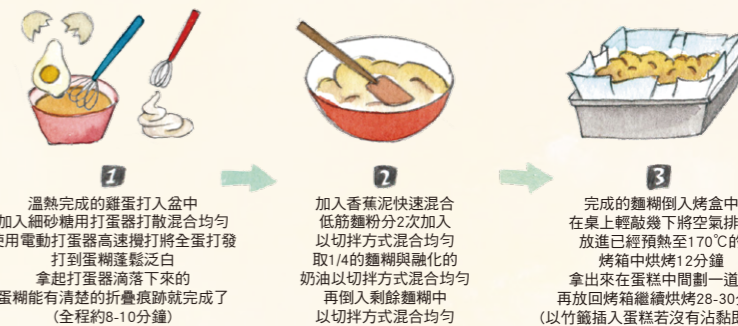 1
溫熱完成的雞蛋打入盆中
加入細砂糖用打蛋器打散混合均勻
使用電動打蛋器高速攪打將全蛋打發
打到蛋糊蓬鬆泛白
拿起打蛋器滴落下來的
蛋糊能有清楚的折疊痕跡就完成了
(全程約8-10分鐘)
2
加入香蕉泥快速混合
低筋麵粉分2次加入
以切拌方式混合均勻
取1/4的麵糊與融化的
奶油以切拌方式混合均勻
再倒入剩餘麵糊中
以切拌方式混合均勻
3
完成的麵糊倒入烤盒中
在桌上輕敲幾下將空氣排
放進已經預熱至170℃的
烤箱中烘烤12分鐘
拿出來在蛋糕中間劃一道
再放回烤箱繼續烘烤28-30分
(以竹籤插入蛋糕若沒有沾黏即